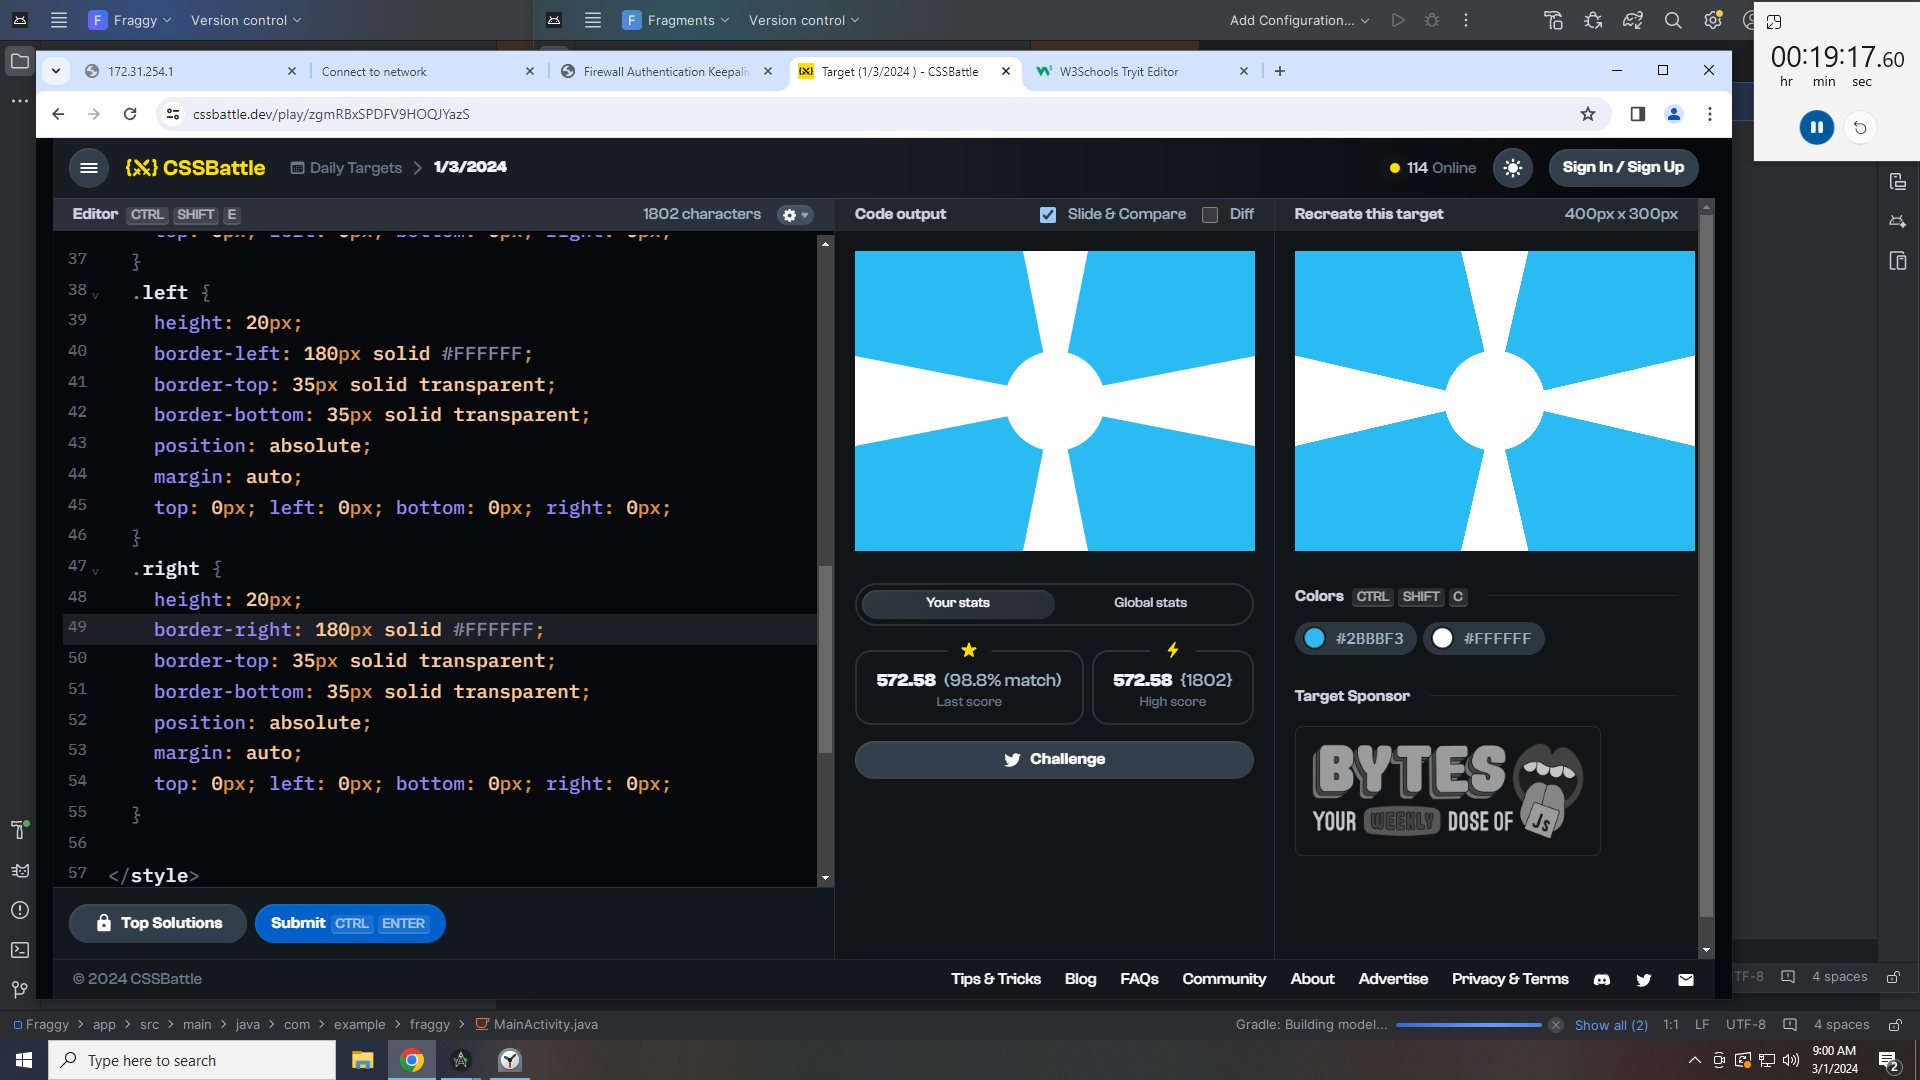 Fraggy
Version control
Fragments
Version control
Add Configuration...
00:19:17.60
hr min sec
172.31.254.1
Connect to network
Firewall Authentication Keepaliv
Target (1/3/2024 ) - CSSBattle
W3Schools Tryit Editor
cssbattle.dev/play/zgmRBxSPDFV9HOQJYazS
CSSBattle
Daily Targets
1/3/2024
114 Online
Sign In / Sign Up
Editor CTRL SHIFT E
1802 characters
Code output
Slide & Compare
Diff
Recreate this target
400px x 300px
top: 0px; left: 0px; bottom: 0px; right: 0px;
37 }
38 .left {
39 height: 20px;
40 border-left: 180px solid #FFFFFF;
41 border-top: 35px solid transparent;
42 border-bottom: 35px solid transparent;
43 position: absolute;
44 margin: auto;
45 top: 0px; left: 0px; bottom: 0px; right: 0px;
46 }
47 .right {
48 height: 20px;
49 border-right: 180px solid #FFFFFF;
50 border-top: 35px solid transparent;
51 border-bottom: 35px solid transparent;
52 position: absolute;
53 margin: auto;
54 top: 0px; left: 0px; bottom: 0px; right: 0px;
55 }
56
57 </style>
Your stats
Global stats
572.58 (98.8% match)
Last score
572.58 {1802}
High score
Challenge
Colors CTRL SHIFT C
#2BBBF3
#FFFFFF
Target Sponsor
BYTES
YOUR WEEKLY DOSE OF JS
Top Solutions
Submit CTRL ENTER
© 2024 CSSBattle
Tips & Tricks
Blog
FAQs
Community
About
Advertise
Privacy & Terms
TF-8
4 spaces
Fraggy > app > src > main > java > com > example > fraggy > MainActivity.java
Gradle: Building model...
Show all (2)
1:1
LF
UTF-8
4 spaces
Type here to search
9:00 AM
3/1/2024
2